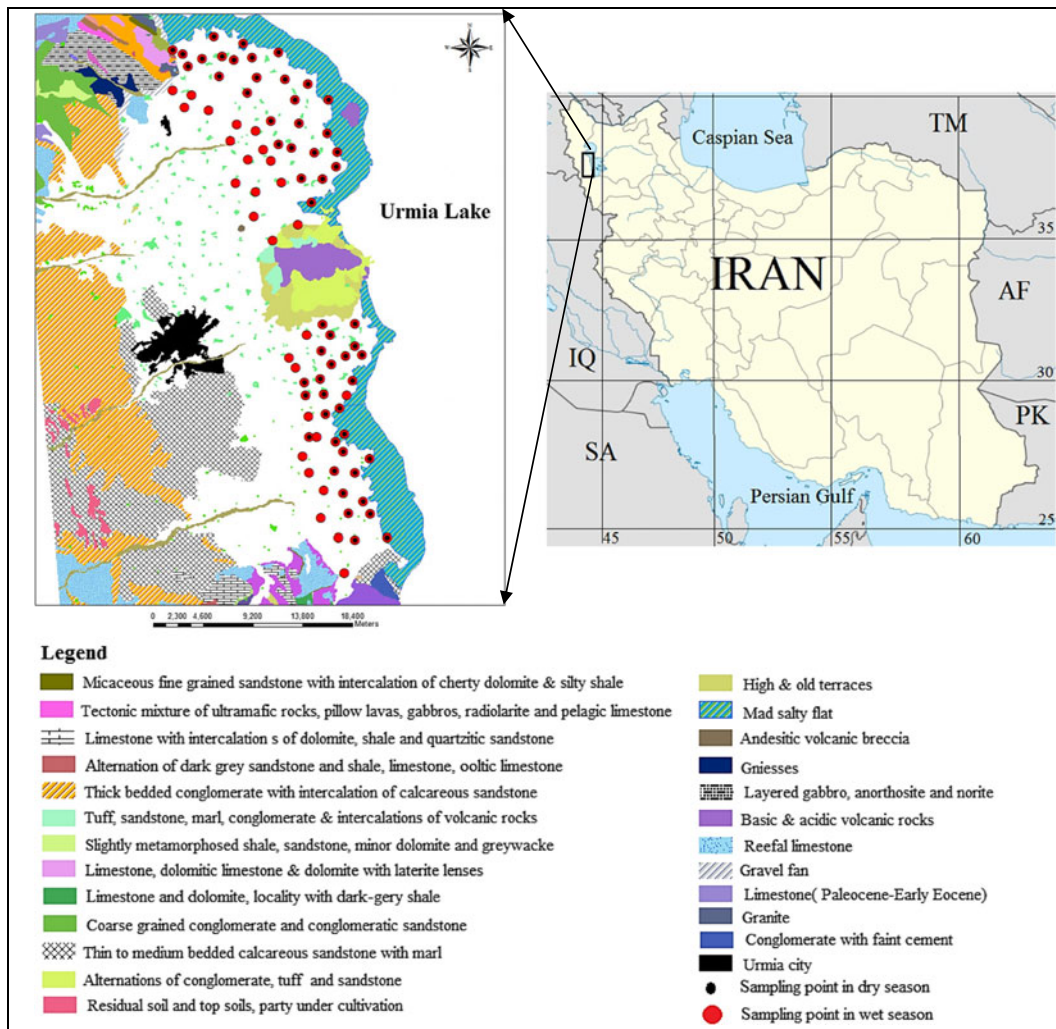 N
Urmia Lake
0 2,300 4,600 9,200 13,800 18,400
Meters
Caspian Sea
TM
IRAN
35
AF
IQ
30
PK
SA
Persian Gulf
25
45 50 55 60
Legend
Micaceous fine grained sandstone with intercalation of cherty dolomite & silty shale
Tectonic mixture of ultramafic rocks, pillow lavas, gabbros, radiolarite and pelagic limestone
Limestone with intercalation s of dolomite, shale and quartzitic sandstone
Alternation of dark grey sandstone and shale, limestone, ooltic limestone
Thick bedded conglomerate with intercalation of calcareous sandstone
Tuff, sandstone, marl, conglomerate & intercalations of volcanic rocks
Slightly metamorphosed shale, sandstone, minor dolomite and greywacke
Limestone, dolomitic limestone & dolomite with laterite lenses
Limestone and dolomite, locality with dark-gery shale
Coarse grained conglomerate and conglomeratic sandstone
Thin to medium bedded calcareous sandstone with marl
Alternations of conglomerate, tuff and sandstone
Residual soil and top soils, party under cultivation
High & old terraces
Mad salty flat
Andesitic volcanic breccia
Gniesses
Layered gabbro, anorthosite and norite
Basic & acidic volcanic rocks
Reefal limestone
Gravel fan
Limestone( Paleocene-Early Eocene)
Granite
Conglomerate with faint cement
Urmia city
Sampling point in dry season
Sampling point in wet season